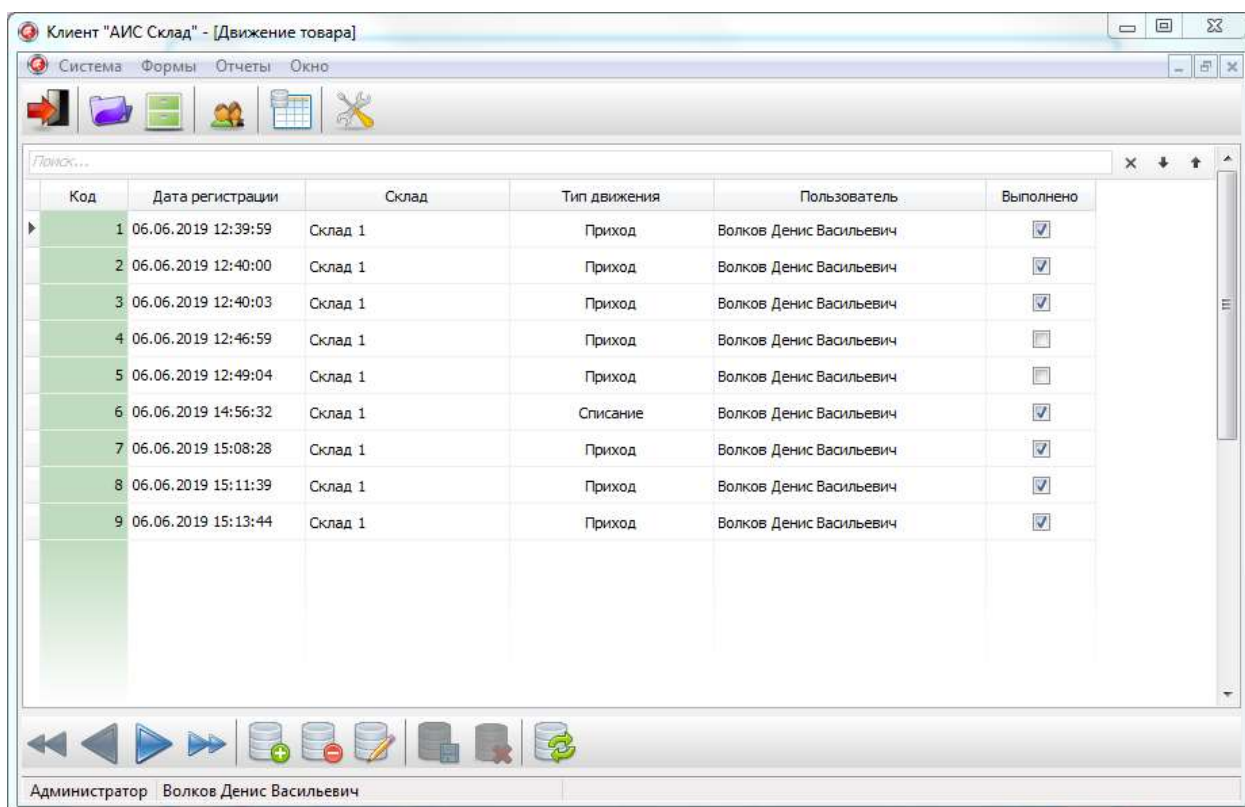 Клиент "АИС Склад" - [Движение товара]
Система Формы Отчеты Окно
Поиск...
Код Дата регистрации Склад Тип движения Пользователь Выполнено
1 06.06.2019 12:39:59 Склад 1 Приход Волков Денис Васильевич
2 06.06.2019 12:40:00 Склад 1 Приход Волков Денис Васильевич
3 06.06.2019 12:40:03 Склад 1 Приход Волков Денис Васильевич
4 06.06.2019 12:46:59 Склад 1 Приход Волков Денис Васильевич
5 06.06.2019 12:49:04 Склад 1 Приход Волков Денис Васильевич
6 06.06.2019 14:56:32 Склад 1 Списание Волков Денис Васильевич
7 06.06.2019 15:08:28 Склад 1 Приход Волков Денис Васильевич
8 06.06.2019 15:11:39 Склад 1 Приход Волков Денис Васильевич
9 06.06.2019 15:13:44 Склад 1 Приход Волков Денис Васильевич
Администратор Волков Денис Васильевич